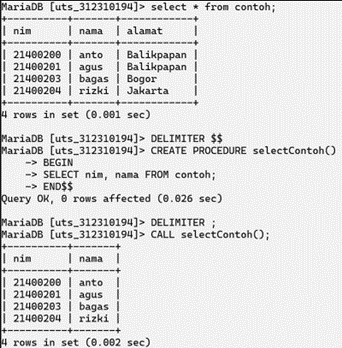 MariaDB [uts_312310194]> select * from contoh;
+----------+-------+------------+
| nim      | nama  | alamat     |
+----------+-------+------------+
| 21400200 | anto  | Balikpapan |
| 21400201 | agus  | Balikpapan |
| 21400203 | bagas | Bogor      |
| 21400204 | rizki | Jakarta    |
+----------+-------+------------+
4 rows in set (0.001 sec)
MariaDB [uts_312310194]> DELIMITER $$
MariaDB [uts_312310194]> CREATE PROCEDURE selectContoh()
    -> BEGIN
    -> SELECT nim, nama FROM contoh;
    -> END$$
Query OK, 0 rows affected (0.026 sec)
MariaDB [uts_312310194]> DELIMITER ;
MariaDB [uts_312310194]> CALL selectContoh();
+----------+-------+
| nim      | nama  |
+----------+-------+
| 21400200 | anto  |
| 21400201 | agus  |
| 21400203 | bagas |
| 21400204 | rizki |
+----------+-------+
4 rows in set (0.002 sec)